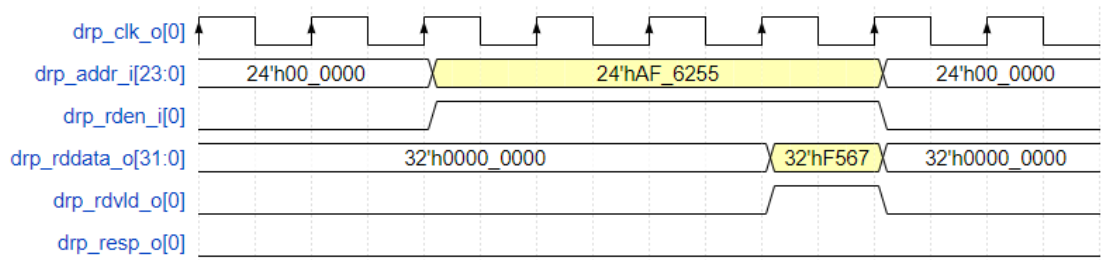 drp_clk_o[0]
drp_addr_i[23:0] 24'h00_0000 24'hAF_6255 24'h00_0000
drp_rden_i[0]
drp_rddata_o[31:0] 32'h0000_0000 32'hF567 32'h0000_0000
drp_rdvld_o[0]
drp_resp_o[0]